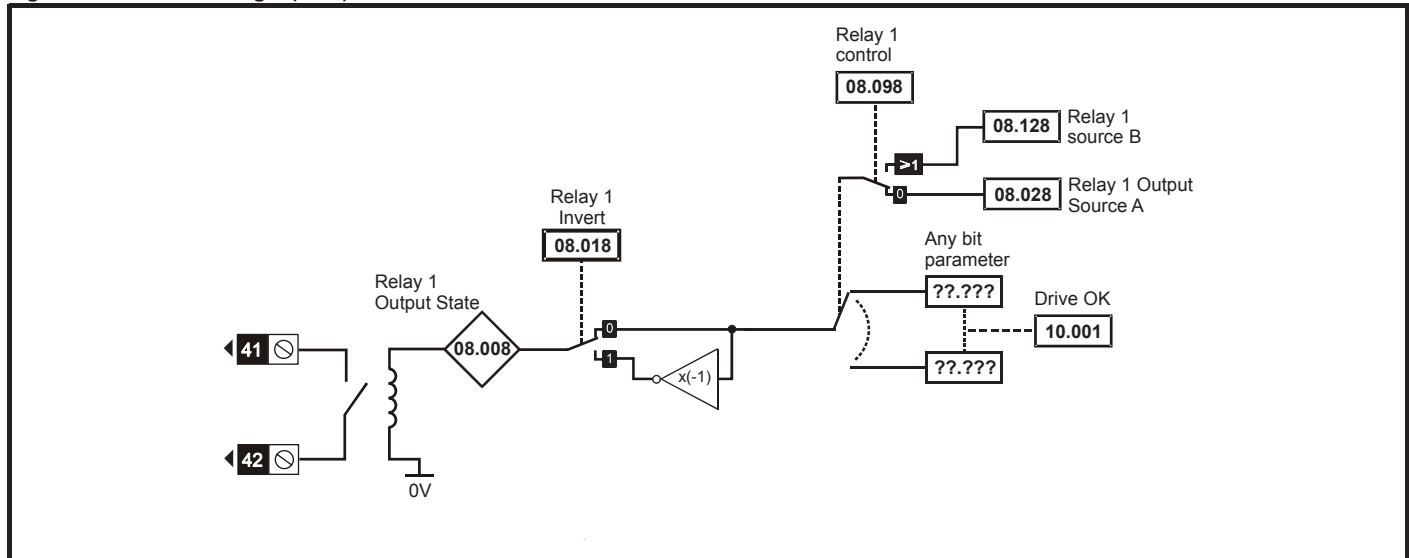 Relay 1
control
08.098
08.128
Relay 1
source B
>1
0
08.028
Relay 1 Output
Source A
Relay 1
Invert
08.018
Any bit
parameter
??.???
Drive OK
10.001
??.???
Relay 1
Output State
08.008
0
1
x(-1)
41
42
0V